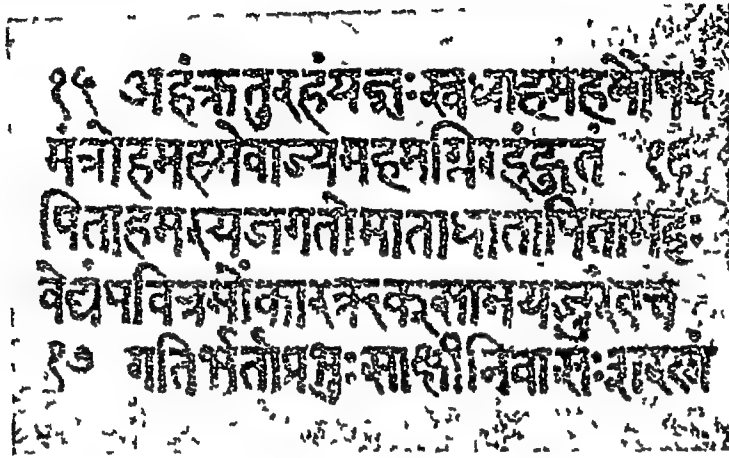 १५ अहंक्रतुरहंयज्ञःस्वधाहमहमौषधं
मंत्रोहमहमेवाज्यमहमग्निरहंहुतं १६
पिताहमस्यजगतोमाताधातापितामहः
वेद्यंपवित्रमोंकारऋक्सामयजुरेवच
१७ गतिर्भर्ताप्रभुःसाक्षीनिवासःशरणं